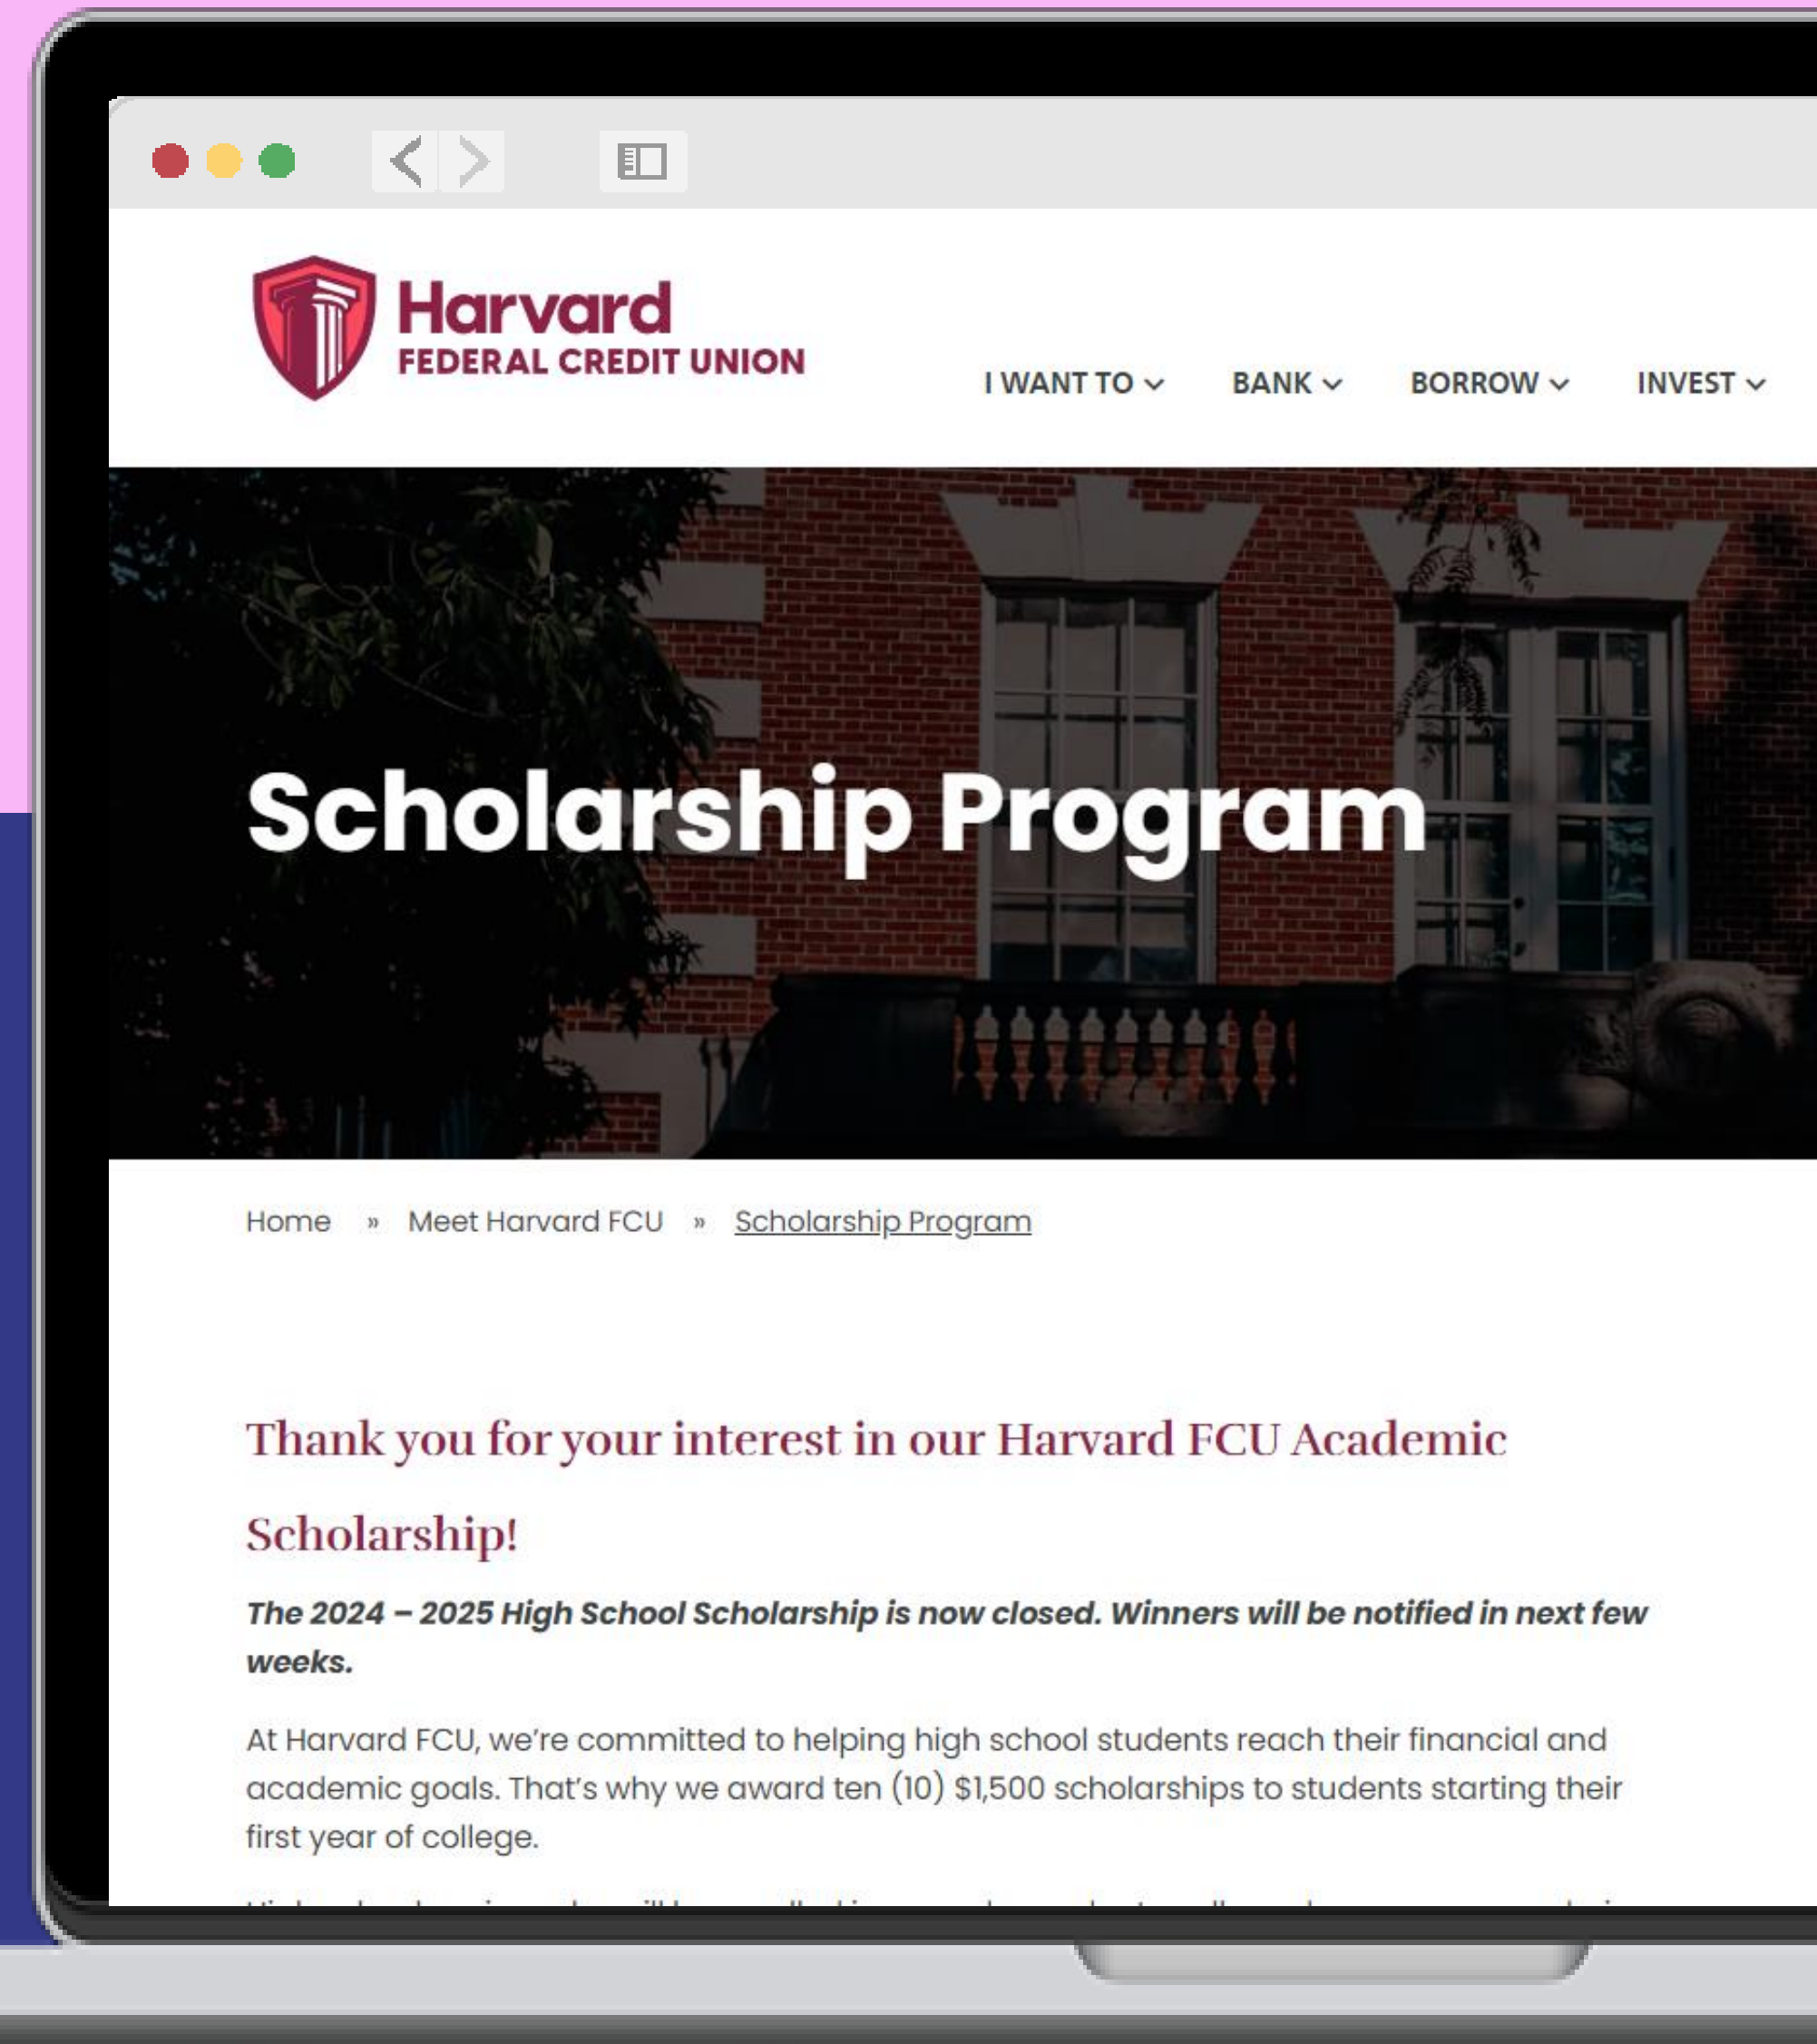 Harvard
FEDERAL CREDIT UNION
I WANT TO BANK BORROW INVEST
Scholarship Program
Home » Meet Harvard FCU » Scholarship Program
Thank you for your interest in our Harvard FCU Academic
Scholarship!
The 2024 – 2025 High School Scholarship is now closed. Winners will be notified in next few
weeks.
At Harvard FCU, we’re committed to helping high school students reach their financial and
academic goals. That’s why we award ten (10) $1,500 scholarships to students starting their
first year of college.